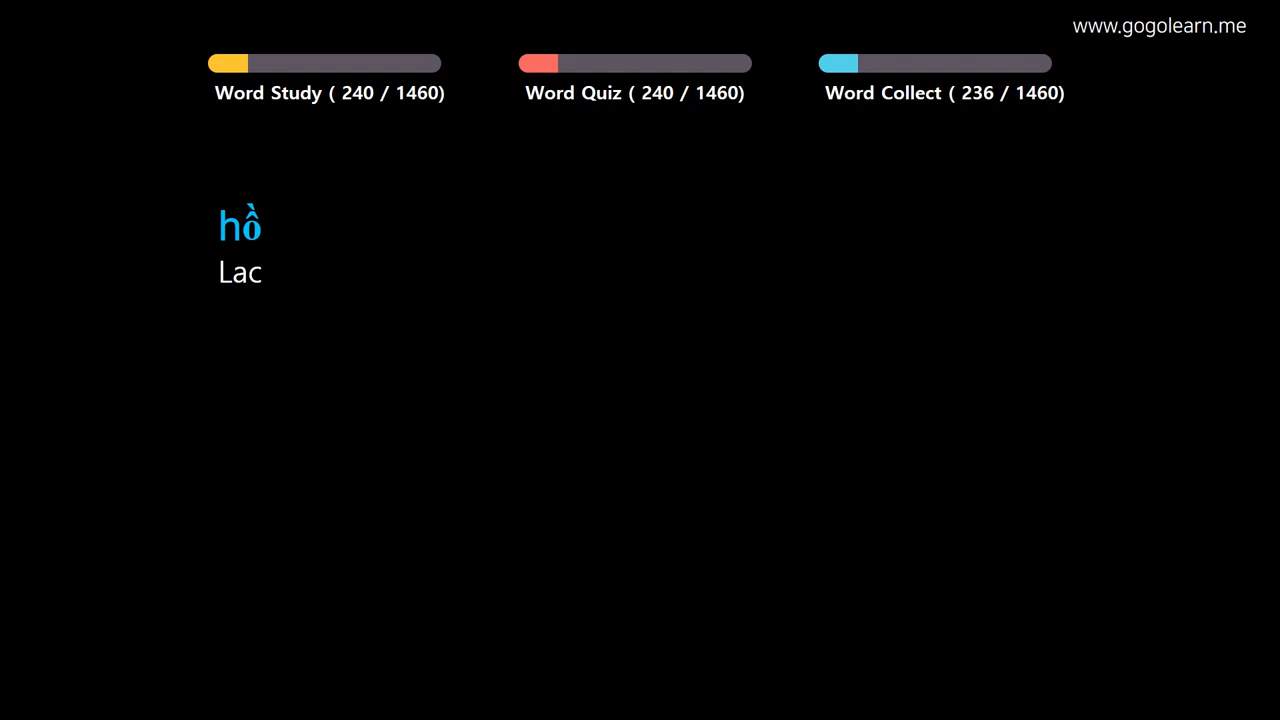 www.gogolearn.me
Word Study ( 240 / 1460)
Word Quiz ( 240 / 1460)
Word Collect ( 236 / 1460)
hồ
Lac